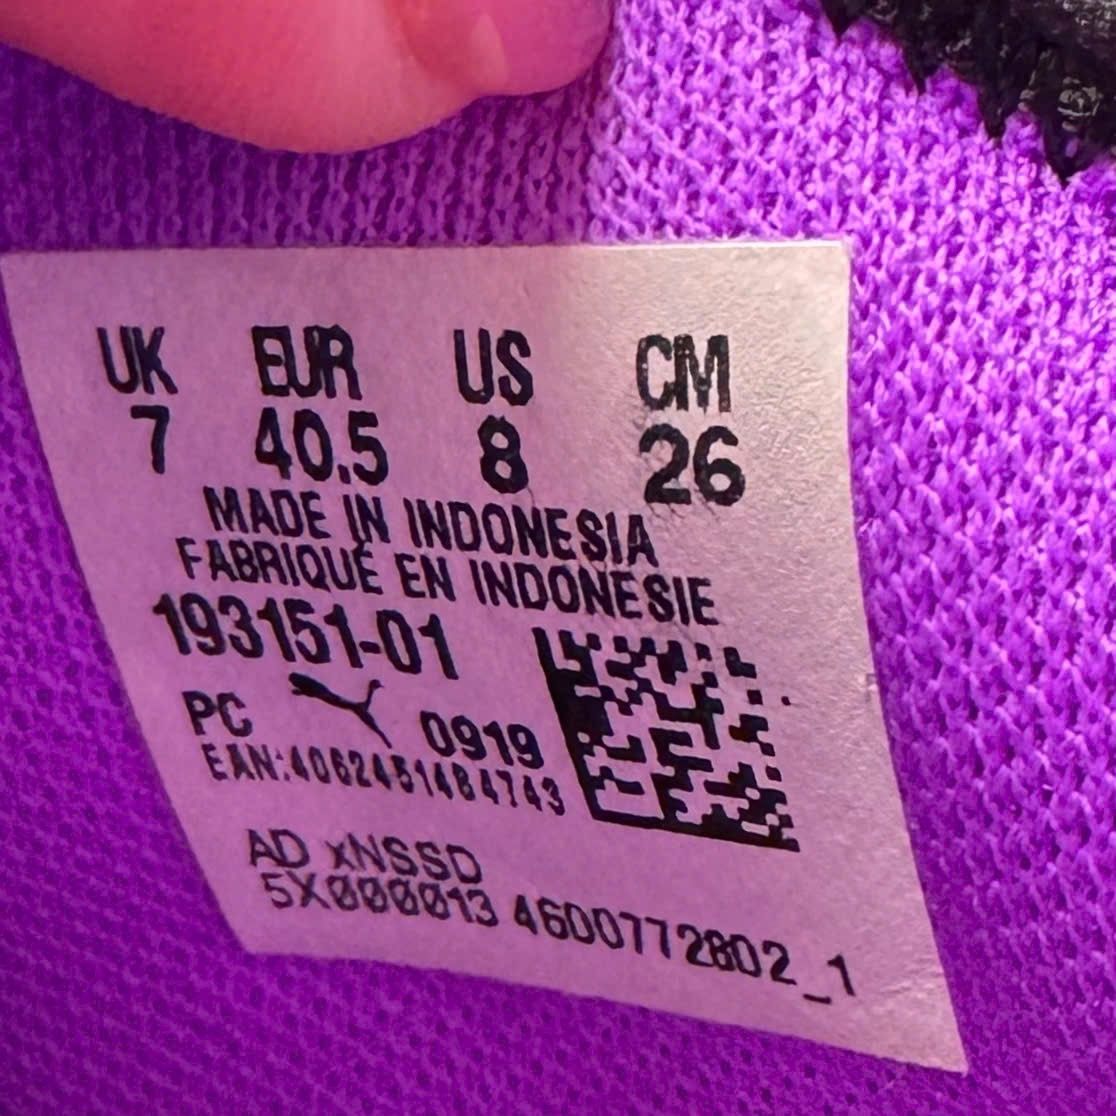 UK EUR US CM
7 40.5 8 26
MADE IN INDONESIA
FABRIQUÉ EN INDONESIE
193151-01
PC 0919
EAN:4062451484743
AD xNSSD
5X000013 4600772802_1